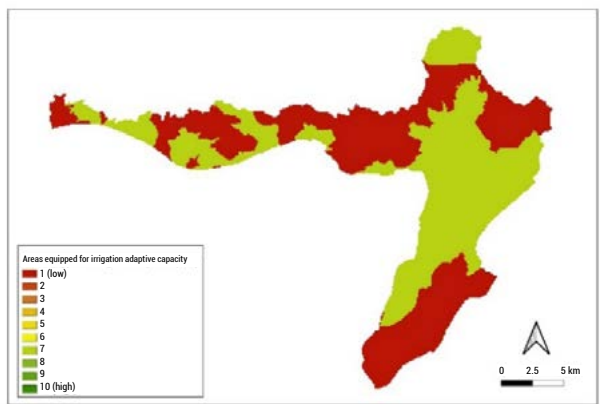 Areas equipped for irrigation adaptive capacity
1 (low)
2
3
4
5
6
7
8
9
10 (high)
0 2.5 5 km